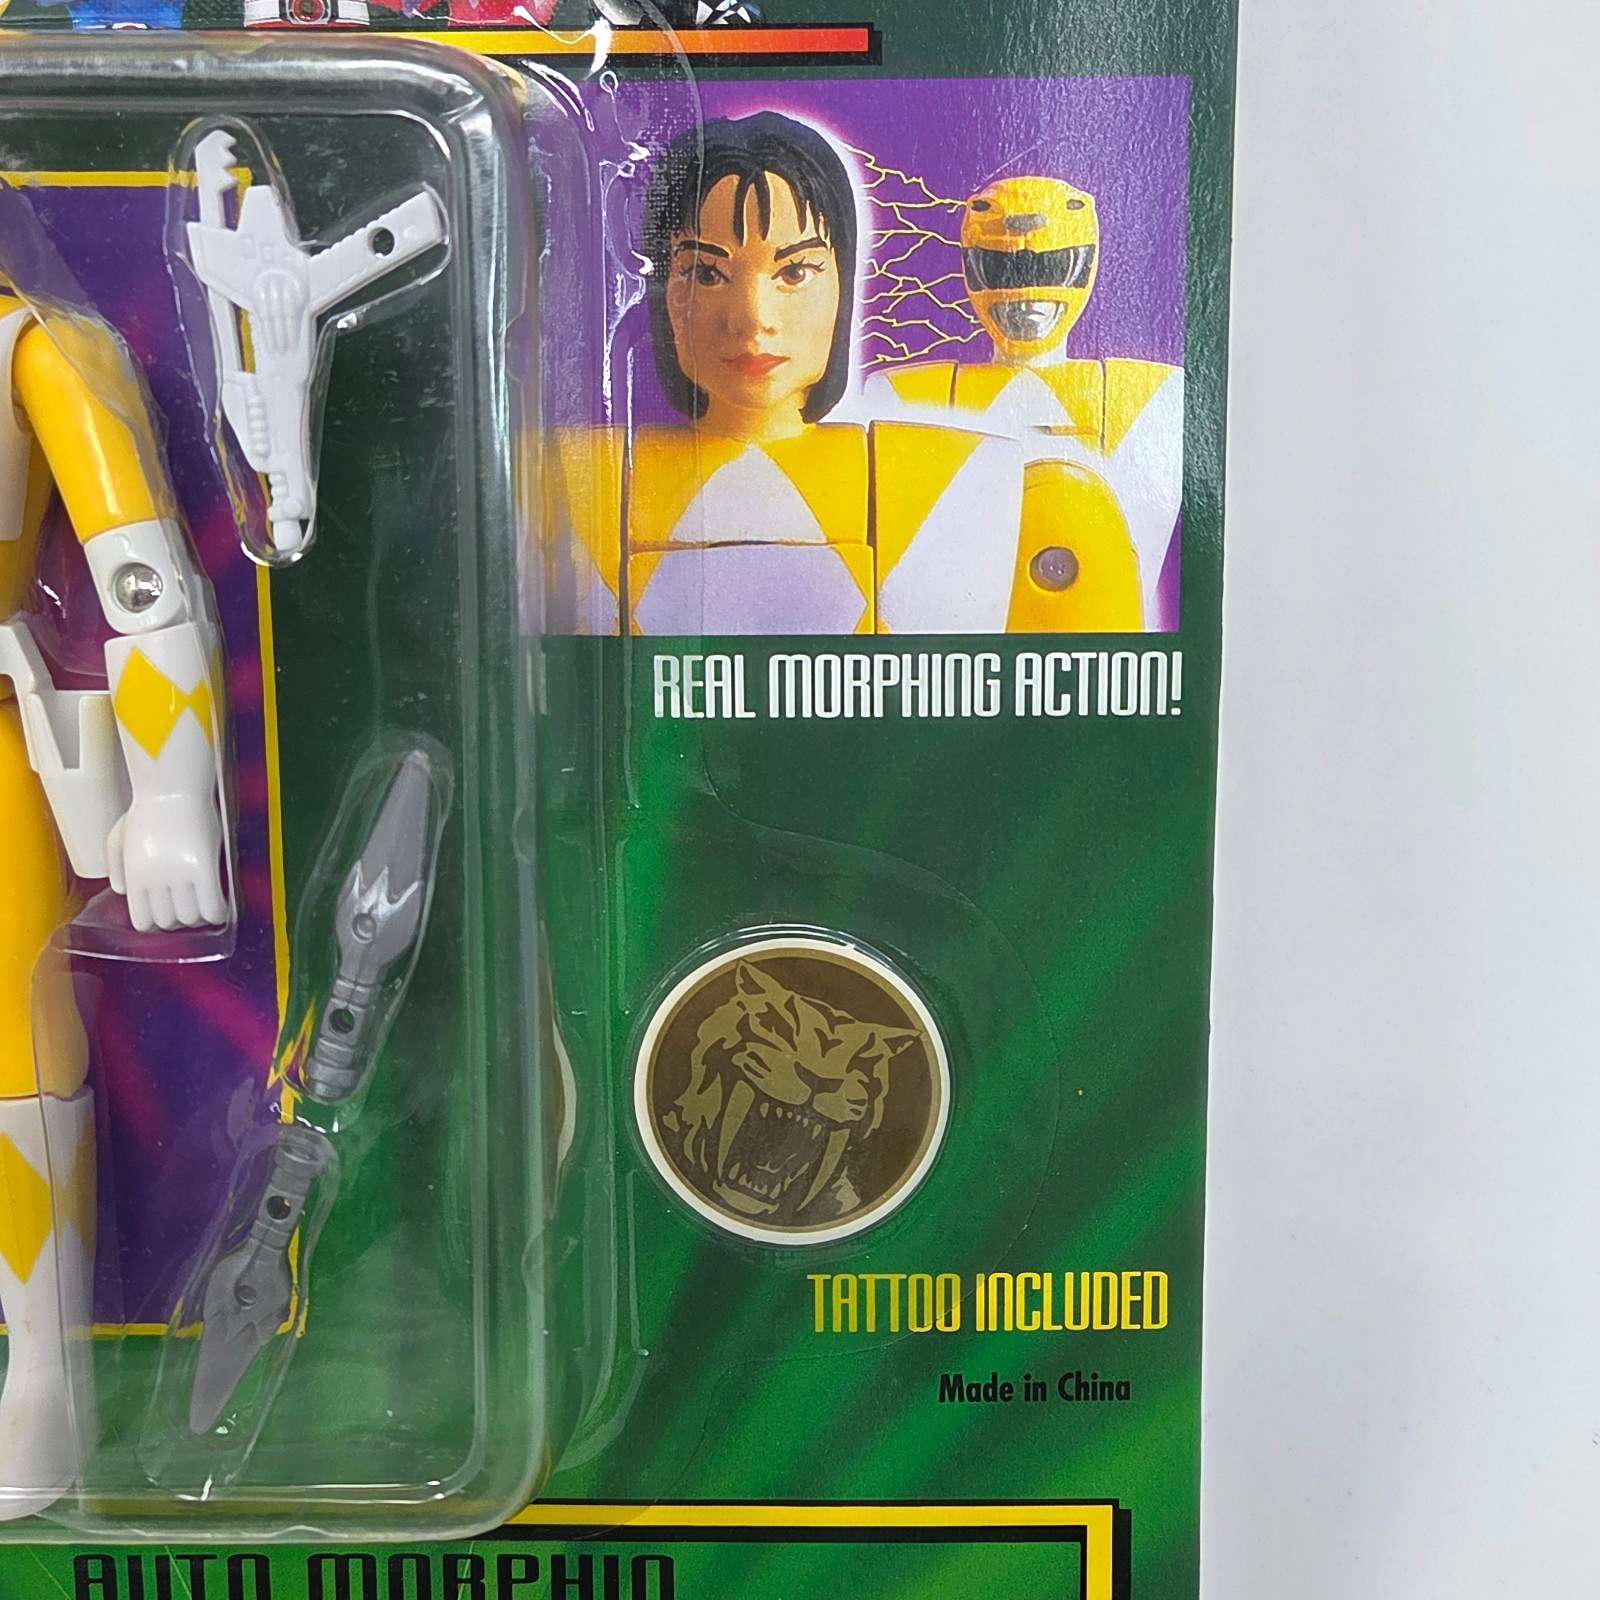 REAL MORPHING ACTION!
TATTOO INCLUDED
Made in China
AUTO MORPHIN